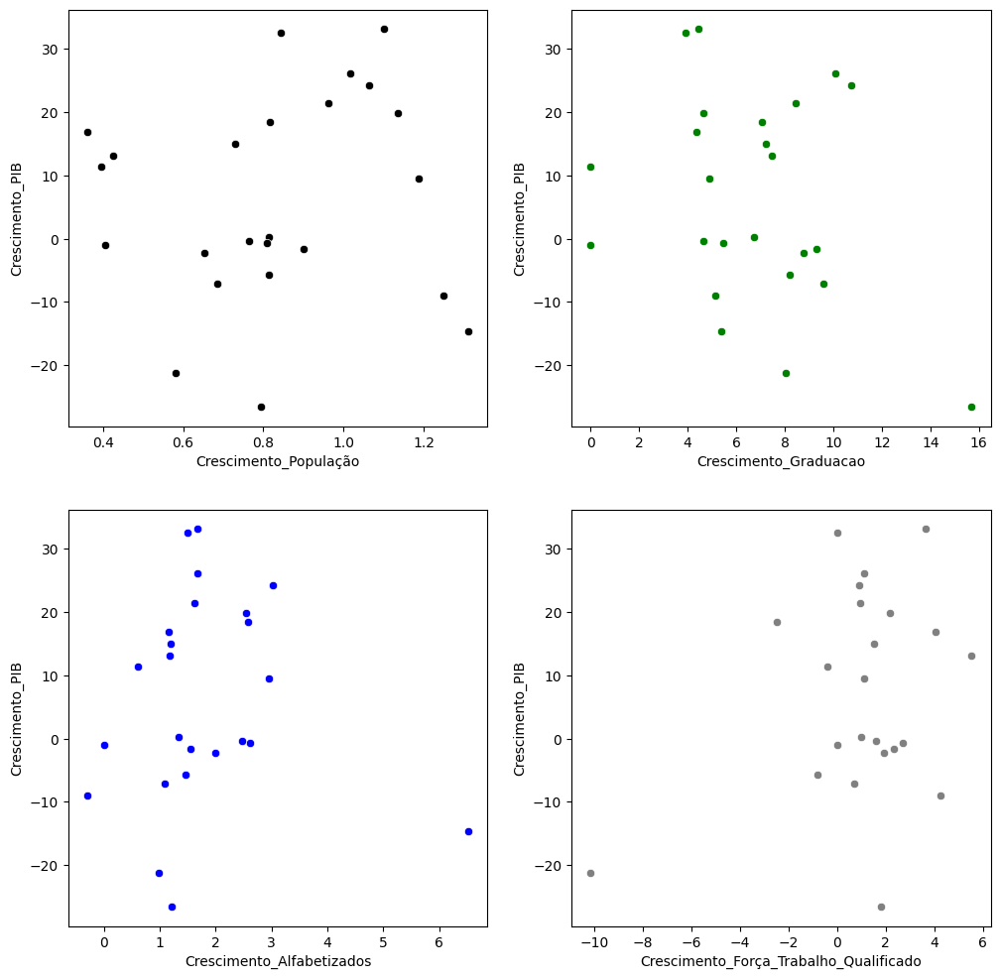 30
20
10
0
−10
−20
Crescimento_PIB
0.4 0.6 0.8 1.0 1.2
Crescimento_População
30
20
10
0
−10
−20
Crescimento_PIB
0 2 4 6 8 10 12 14 16
Crescimento_Graduacao
30
20
10
0
−10
−20
Crescimento_PIB
0 1 2 3 4 5 6
Crescimento_Alfabetizados
30
20
10
0
−10
−20
Crescimento_PIB
−10 −8 −6 −4 −2 0 2 4 6
Crescimento_Força_Trabalho_Qualificado